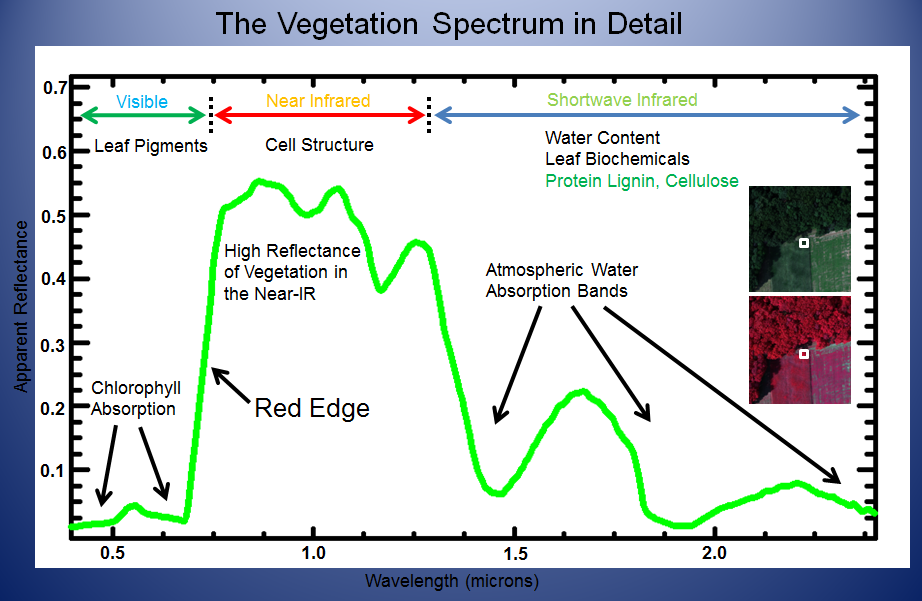 The Vegetation Spectrum in Detail
Visible
Near Infrared
Shortwave Infrared
Leaf Pigments
Cell Structure
Water Content
Leaf Biochemicals
Protein Lignin, Cellulose
High Reflectance
of Vegetation in
the Near-IR
Atmospheric Water
Absorption Bands
Chlorophyll
Absorption
Red Edge
Apparent Reflectance
0.7
0.6
0.5
0.4
0.3
0.2
0.1
0.5
1.0
1.5
2.0
Wavelength (microns)